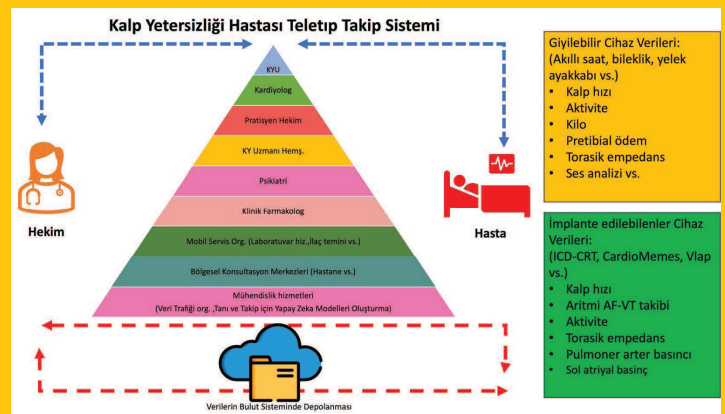 Kalp Yetersizliği Hastası Teletıp Takip Sistemi
KYU
Kardiyolog
Pratisyen Hekim
KY Uzmanı Hemş.
Psikiatri
Klinik Farmakolog
Mobil Servis Org. (Laboratuvar hiz.,İlaç temini vs.)
Bölgesel Konsultasyon Merkezleri (Hastane vs.)
Mühendislik hizmetleri
(Veri Trafiği org. ,Tanı ve Takip için Yapay Zeka Modelleri Oluşturma)
Hekim
Hasta
Verilerin Bulut Sisteminde Depolanması
Giyilebilir Cihaz Verileri:
(Akıllı saat, bileklik, yelek
ayakkabı vs.)
• Kalp hızı
• Aktivite
• Kilo
• Pretibial ödem
• Torasik empedans
• Ses analizi vs.
İmplante edilebilenler Cihaz
Verileri:
(ICD-CRT, CardioMemes, Vlap
vs.)
• Kalp hızı
• Aritmi AF-VT takibi
• Aktivite
• Torasik empedans
• Pulmoner arter basıncı
• Sol atriyal basinç